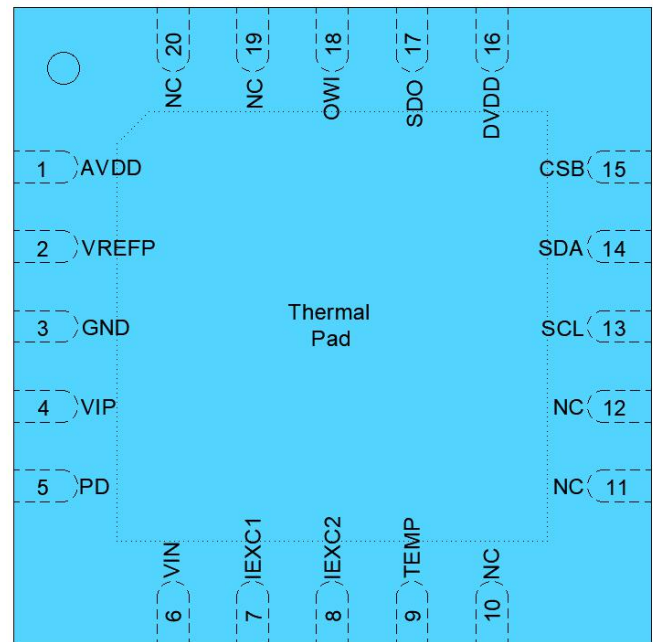 20 19 18 17 16
NC NC OWI SDO DVDD
1 AVDD
CSB 15
2 VREFP
SDA 14
Thermal
Pad
3 GND
SCL 13
4 VIP
NC 12
5 PD
NC 11
VIN IEXC1 IEXC2 TEMP NC
6 7 8 9 10